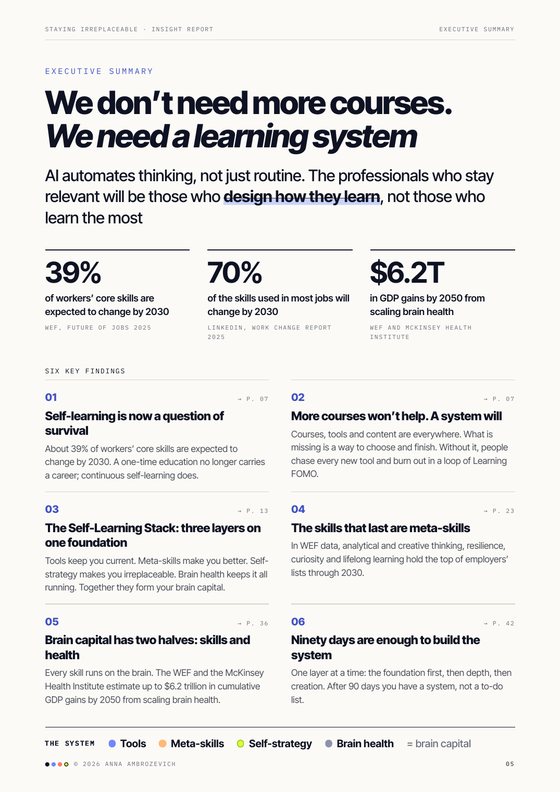 STAYING IRREPLACEABLE · INSIGHT REPORT
EXECUTIVE SUMMARY
EXECUTIVE SUMMARY
We don't need more courses.
We need a learning system
AI automates thinking, not just routine. The professionals who stay
relevant will be those who design how they learn, not those who
learn the most
39%
of workers' core skills are
expected to change by 2030
WEF, FUTURE OF JOBS 2025
70%
of the skills used in most jobs will
change by 2030
LINKEDIN, WORK CHANGE REPORT
2025
$6.2T
in GDP gains by 2050 from
scaling brain health
WEF AND MCKINSEY HEALTH
INSTITUTE
SIX KEY FINDINGS
01
→ P. 07
Self-learning is now a question of
survival
About 39% of workers' core skills are expected to
change by 2030. A one-time education no longer carries
a career; continuous self-learning does.
02
→ P. 07
More courses won't help. A system will
Courses, tools and content are everywhere. What is
missing is a way to choose and finish. Without it, people
chase every new tool and burn out in a loop of Learning
FOMO.
03
→ P. 13
The Self-Learning Stack: three layers on
one foundation
Tools keep you current. Meta-skills make you better. Self-
strategy makes you irreplaceable. Brain health keeps it all
running. Together they form your brain capital.
04
→ P. 23
The skills that last are meta-skills
In WEF data, analytical and creative thinking, resilience,
curiosity and lifelong learning hold the top of employers'
lists through 2030.
05
→ P. 36
Brain capital has two halves: skills and
health
Every skill runs on the brain. The WEF and the McKinsey
Health Institute estimate up to $6.2 trillion in cumulative
GDP gains by 2050 from scaling brain health.
06
→ P. 42
Ninety days are enough to build the
system
One layer at a time: the foundation first, then depth, then
creation. After 90 days you have a system, not a to-do
list.
THE SYSTEM Tools Meta-skills Self-strategy Brain health = brain capital
© 2026 ANNA AMBROZEVICH
05